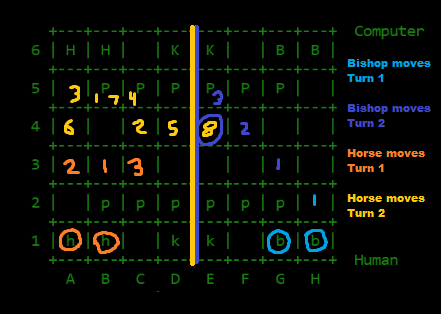 Computer
6 H H K K B B
Bishop moves
Turn 1
5 3 1 P 7 4 P P P 3 P P
Bishop moves
Turn 2
4 6 2 5 8 2
3 2 1 3 1
Horse moves
Turn 1
2 p p p p p p 1
Horse moves
Turn 2
1 h h k k b b
Human
A B C D E F G H